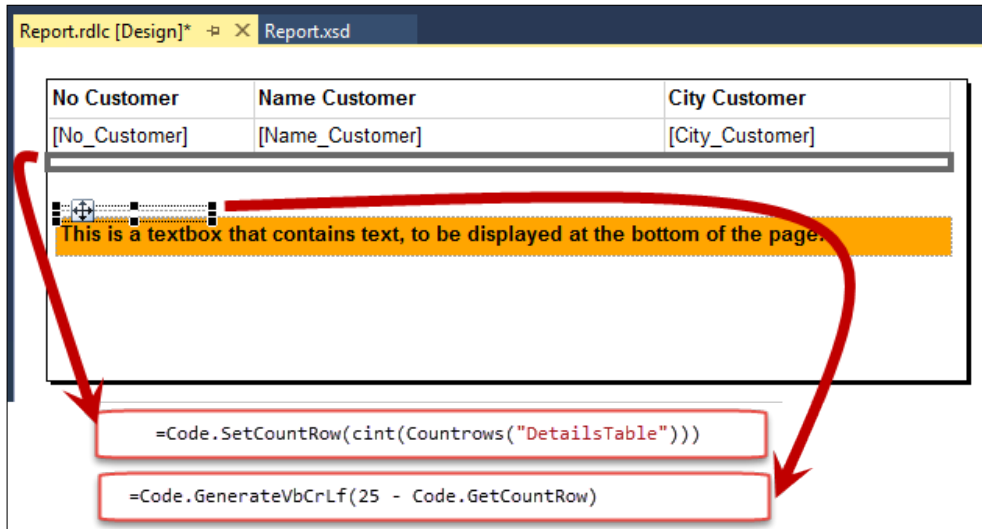 Report.rdlc [Design]* Report.xsd
No Customer Name Customer City Customer
[No_Customer] [Name_Customer] [City_Customer]
This is a textbox that contains text, to be displayed at the bottom of the page.
=Code.SetCountRow(cint(Countrows("DetailsTable")))
=Code.GenerateVbCrLf(25 - Code.GetCountRow)